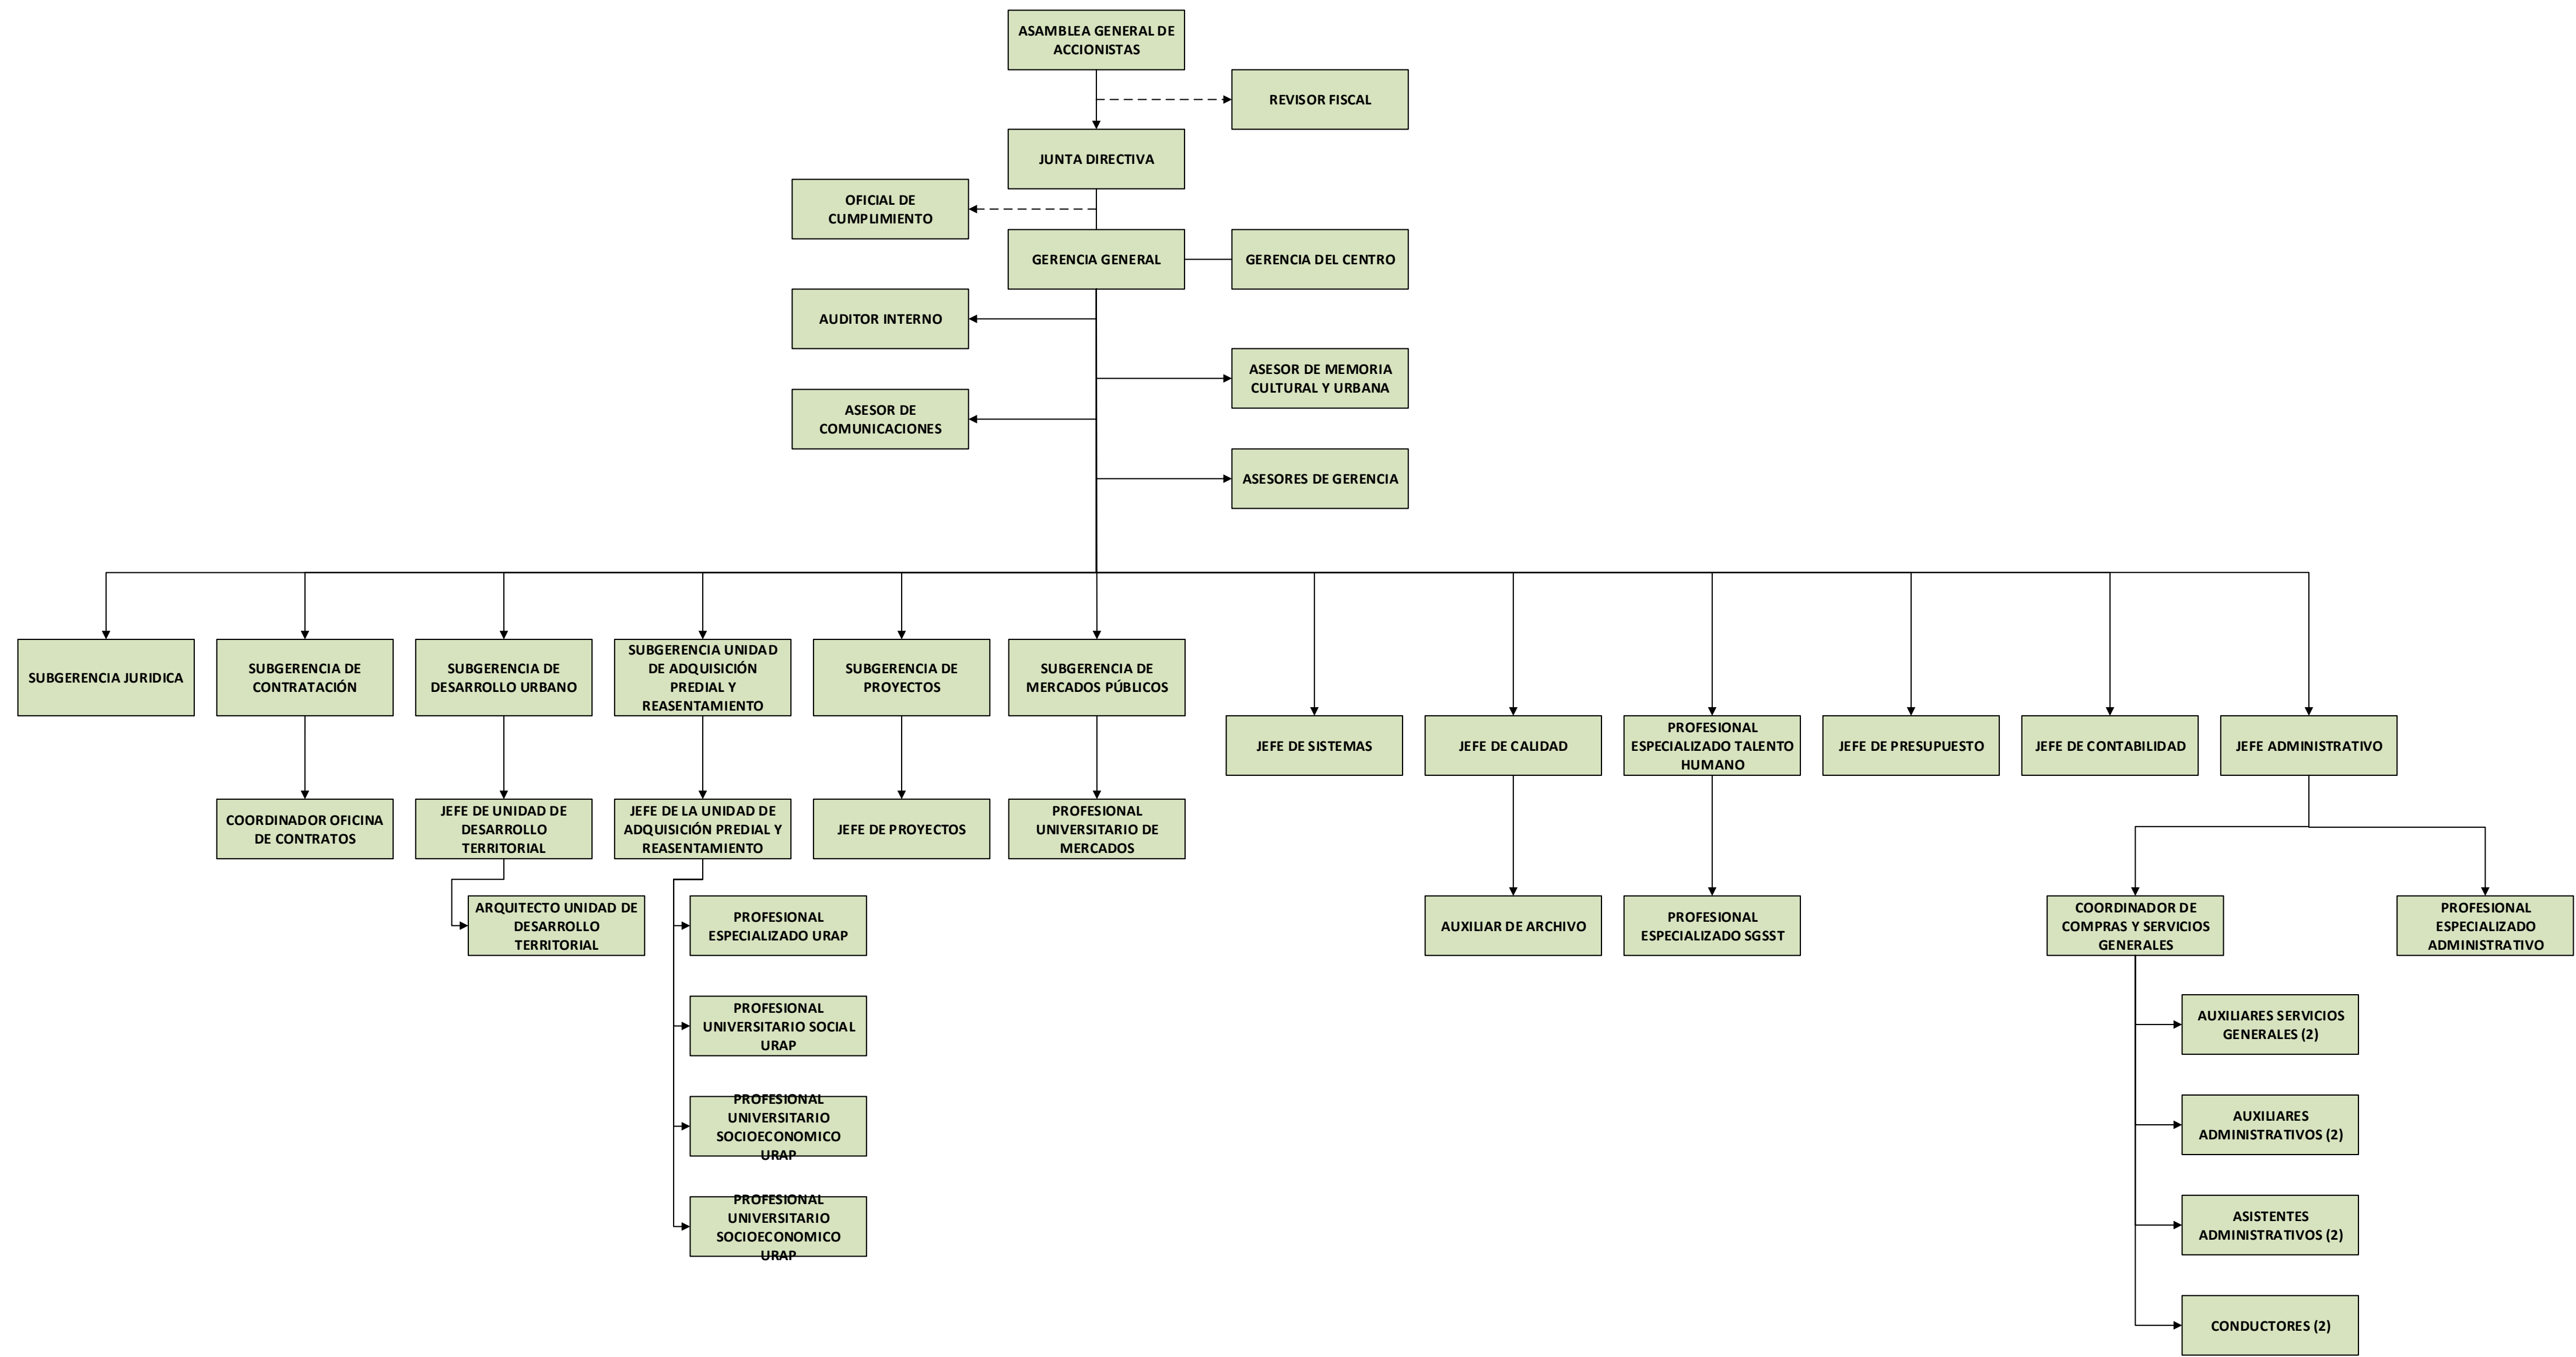 ASAMBLEA GENERAL DE
ACCIONISTAS
REVISOR FISCAL
JUNTA DIRECTIVA
OFICIAL DE
CUMPLIMIENTO
GERENCIA GENERAL
GERENCIA DEL CENTRO
AUDITOR INTERNO
ASESOR DE MEMORIA
CULTURAL Y URBANA
ASESOR DE
COMUNICACIONES
ASESORES DE GERENCIA
SUBGERENCIA JURIDICA
SUBGERENCIA DE
CONTRATACIÓN
SUBGERENCIA DE
DESARROLLO URBANO
SUBGERENCIA UNIDAD
DE ADQUISICIÓN
PREDIAL Y
REASENTAMIENTO
SUBGERENCIA DE
PROYECTOS
SUBGERENCIA DE
MERCADOS PÚBLICOS
JEFE DE SISTEMAS
JEFE DE CALIDAD
PROFESIONAL
ESPECIALIZADO TALENTO
HUMANO
JEFE DE PRESUPUESTO
JEFE DE CONTABILIDAD
JEFE ADMINISTRATIVO
COORDINADOR OFICINA
DE CONTRATOS
JEFE DE UNIDAD DE
DESARROLLO
TERRITORIAL
JEFE DE LA UNIDAD DE
ADQUISICIÓN PREDIAL Y
REASENTAMIENTO
JEFE DE PROYECTOS
PROFESIONAL
UNIVERSITARIO DE
MERCADOS
ARQUITECTO UNIDAD DE
DESARROLLO
TERRITORIAL
PROFESIONAL
ESPECIALIZADO URAP
AUXILIAR DE ARCHIVO
PROFESIONAL
ESPECIALIZADO SGSST
COORDINADOR DE
COMPRAS Y SERVICIOS
GENERALES
PROFESIONAL
ESPECIALIZADO
ADMINISTRATIVO
PROFESIONAL
UNIVERSITARIO SOCIAL
URAP
AUXILIARES SERVICIOS
GENERALES (2)
PROFESIONAL
UNIVERSITARIO
SOCIOECONOMICO
URAP
AUXILIARES
ADMINISTRATIVOS (2)
PROFESIONAL
UNIVERSITARIO
SOCIOECONOMICO
URAP
ASISTENTES
ADMINISTRATIVOS (2)
CONDUCTORES (2)